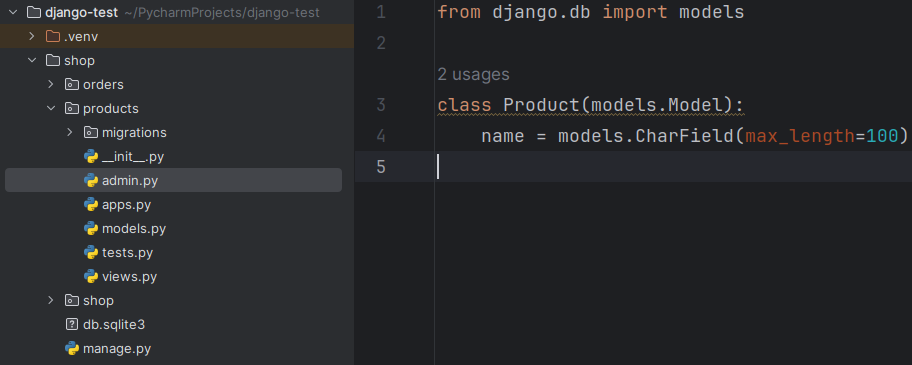 django-test ~/PycharmProjects/django-test
.venv
shop
orders
products
migrations
__init__.py
admin.py
apps.py
models.py
tests.py
views.py
shop
db.sqlite3
manage.py
1 from django.db import models
2
2 usages
3 class Product(models.Model):
4 name = models.CharField(max_length=100)
5